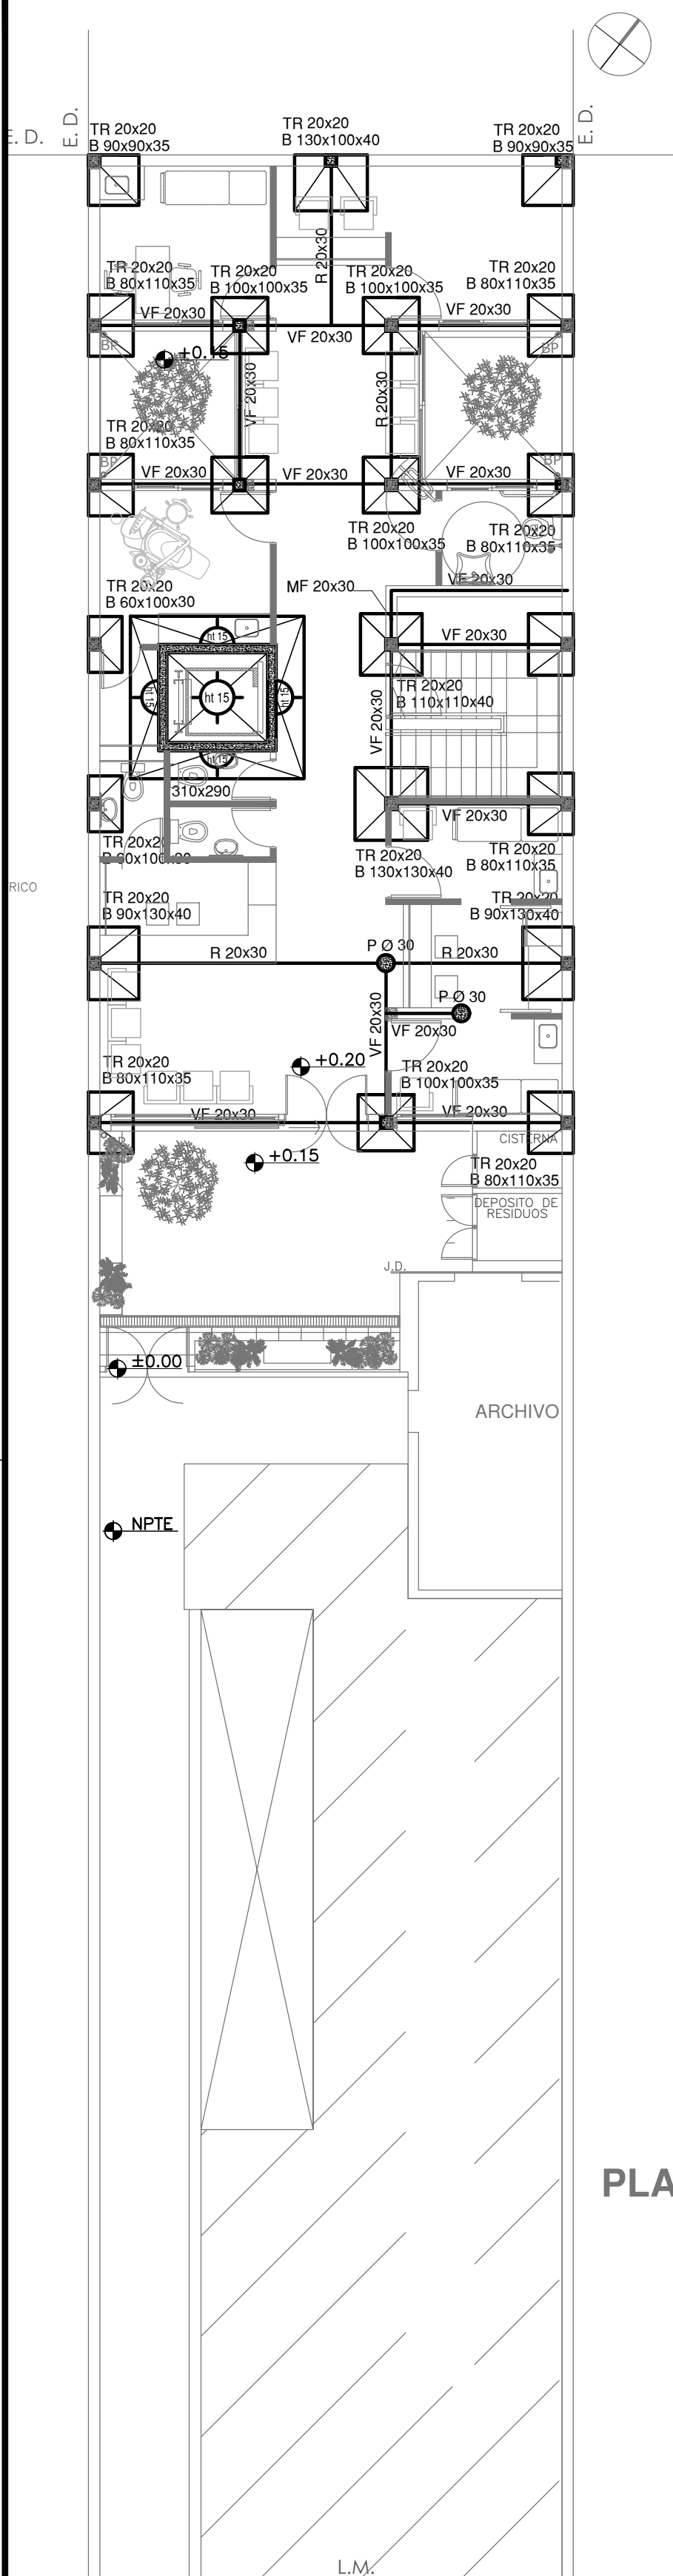 E. D.
E. D.
E. D.
TR 20x20
B 90x90x35
TR 20x20
B 130x100x40
TR 20x20
B 90x90x35
R 20x30
TR 20x20
B 80x110x35
TR 20x20
B 100x100x35
TR 20x20
B 100x100x35
TR 20x20
B 80x110x35
VF 20x30
VF 20x30
VF 20x30
BP
+0.15
BP
VF 20x30
R 20x30
TR 20x20
B 80x110x35
BP
BP
VF 20x30
VF 20x30
VF 20x30
TR 20x20
B 100x100x35
TR 20x20
B 80x110x35
TR 20x20
B 60x100x30
MF 20x30
VF 20x30
ht 15
VF 20x30
ht 15
ht 15
ht 15
TR 20x20
B 110x110x40
VF 20x30
ht 15
310x290
VF 20x30
TR 20x20
B 60x100x30
TR 20x20
B 130x130x40
TR 20x20
B 80x110x35
RICO
TR 20x20
B 90x130x40
TR 20x20
B 90x130x40
R 20x30
P Ø 30
R 20x30
P Ø 30
VF 20x30
VF 20x30
+0.20
TR 20x20
B 80x110x35
TR 20x20
B 100x100x35
VF 20x30
VF 20x30
CISTERNA
+0.15
TR 20x20
B 80x110x35
DEPOSITO DE
RESIDUOS
J.D.
±0.00
ARCHIVO
NPTE
PLA
L.M.